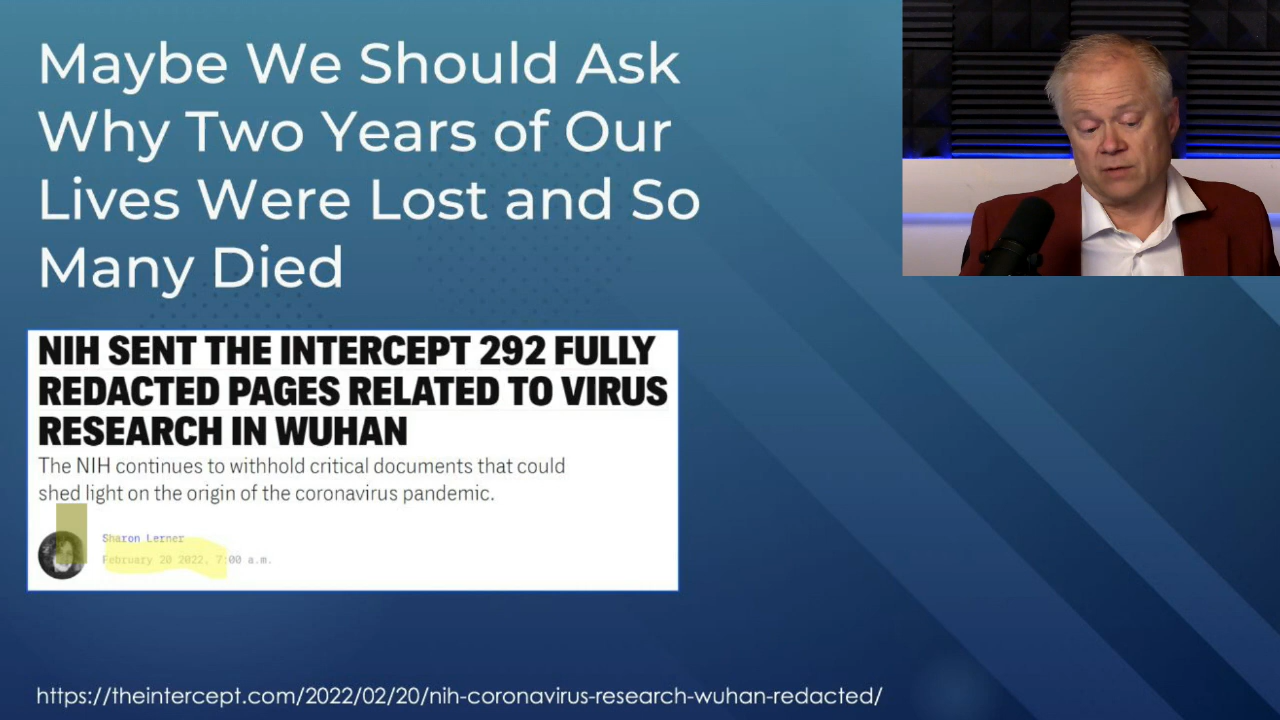 Maybe We Should Ask
Why Two Years of Our
Lives Were Lost and So
Many Died
NIH SENT THE INTERCEPT 292 FULLY
REDACTED PAGES RELATED TO VIRUS
RESEARCH IN WUHAN
The NIH continues to withhold critical documents that could
shed light on the origin of the coronavirus pandemic.
Sharon Lerner
February 20 2022, 7:00 a.m.
https://theintercept.com/2022/02/20/nih-coronavirus-research-wuhan-redacted/